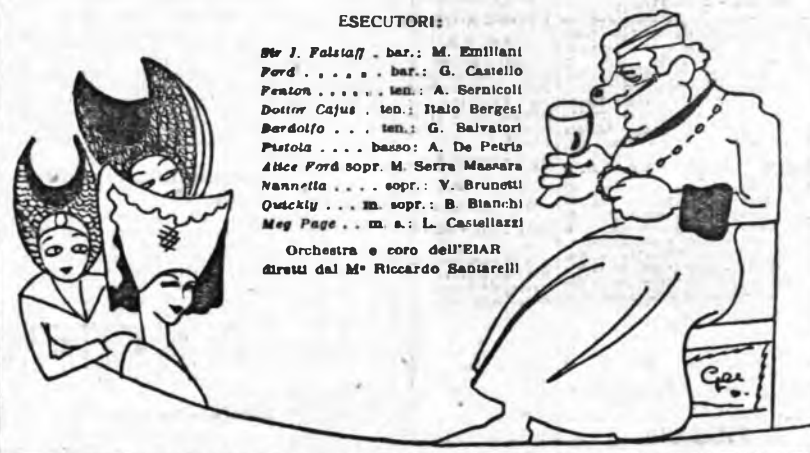 ESECUTORI:
Sir J. Falstaff . bar.: M. Emiliani
Ford . . . . . bar.: G. Castello
Fenton . . . . . . ten.: A. Sernicoli
Dottor Cajus . ten.: Italo Bergesi
Bardolfo . . . ten.: G. Salvatori
Pistola . . . . basso: A. De Petris
Alice Ford sopr. M. Serra Massara
Nannetta . . . . sopr.: V. Brunetti
Quickly . . . m. sopr.: B. Bianchi
Meg Page . . m. s.: L. Castellazzi
Orchestra e coro dell'EIAR
diretti dal Mº Riccardo Santarelli